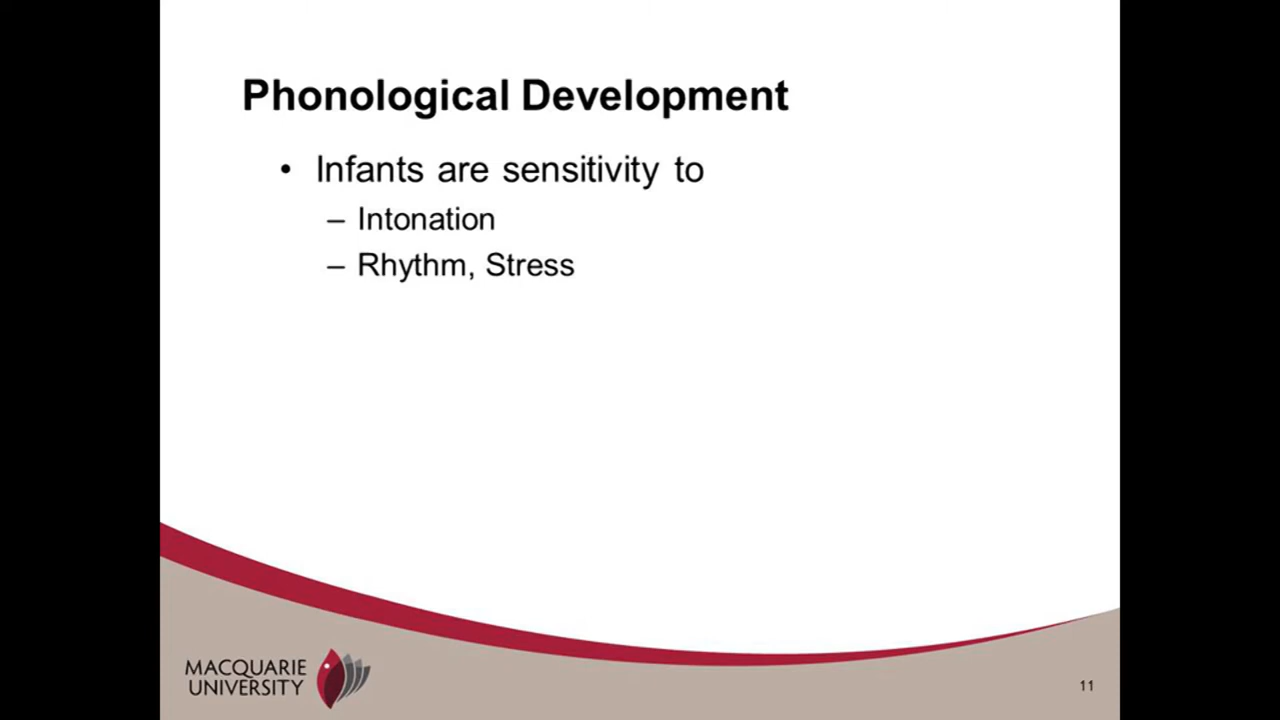 Phonological Development
• Infants are sensitivity to
– Intonation
– Rhythm, Stress
MACQUARIE
UNIVERSITY
11